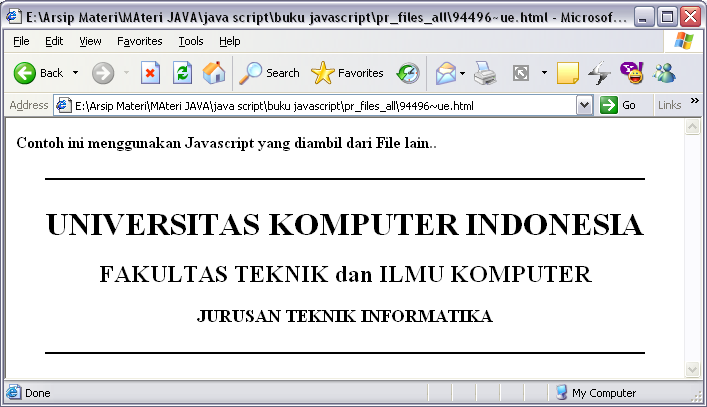 E:\Arsip Materi\MAteri JAVA\java script\buku javascript\pr_files_all\94496~ue.html - Microsoft...
File Edit View Favorites Tools Help
Back Search Favorites
Address E:\Arsip Materi\MAteri JAVA\java script\buku javascript\pr_files_all\94496~ue.html Go Links »
Contoh ini menggunakan Javascript yang diambil dari File lain..
UNIVERSITAS KOMPUTER INDONESIA
FAKULTAS TEKNIK dan ILMU KOMPUTER
JURUSAN TEKNIK INFORMATIKA
Done My Computer